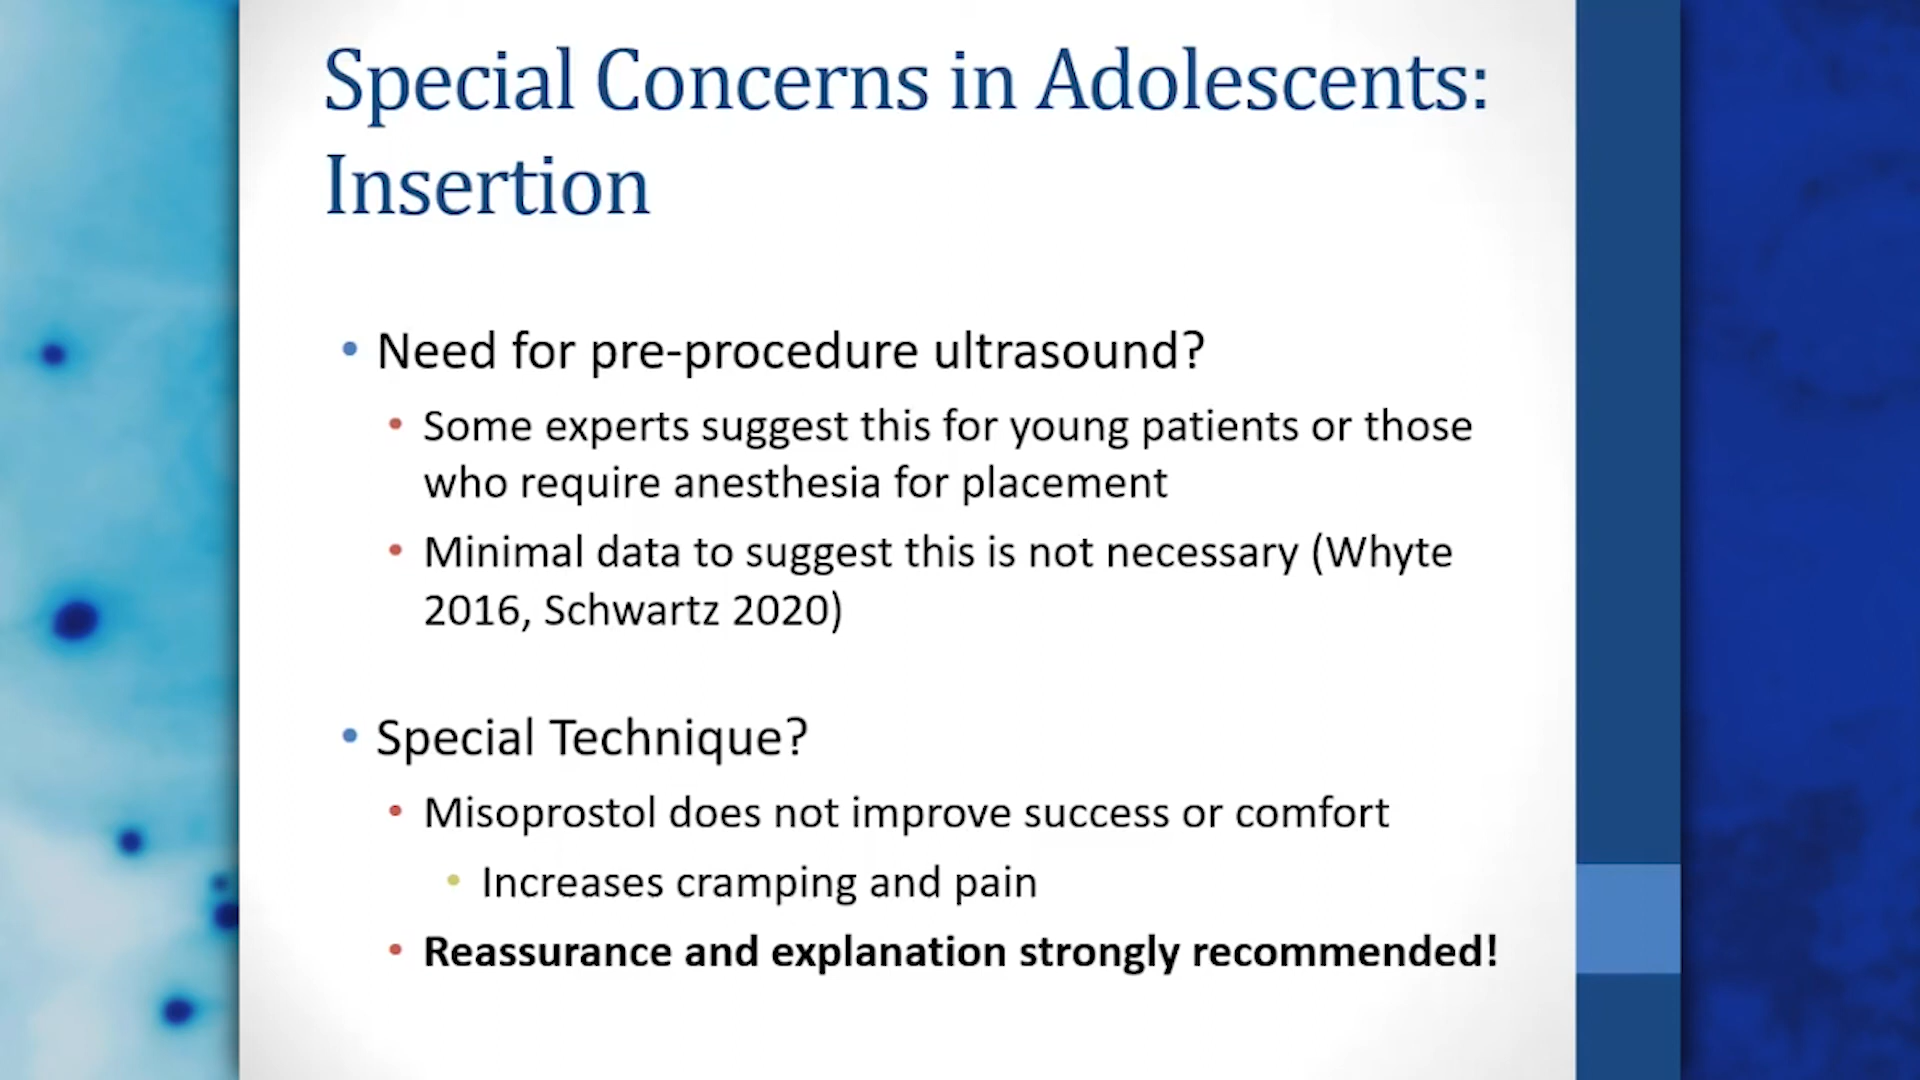 Special Concerns in Adolescents:
Insertion
• Need for pre-procedure ultrasound?
• Some experts suggest this for young patients or those
who require anesthesia for placement
• Minimal data to suggest this is not necessary (Whyte
2016, Schwartz 2020)
• Special Technique?
• Misoprostol does not improve success or comfort
• Increases cramping and pain
• Reassurance and explanation strongly recommended!